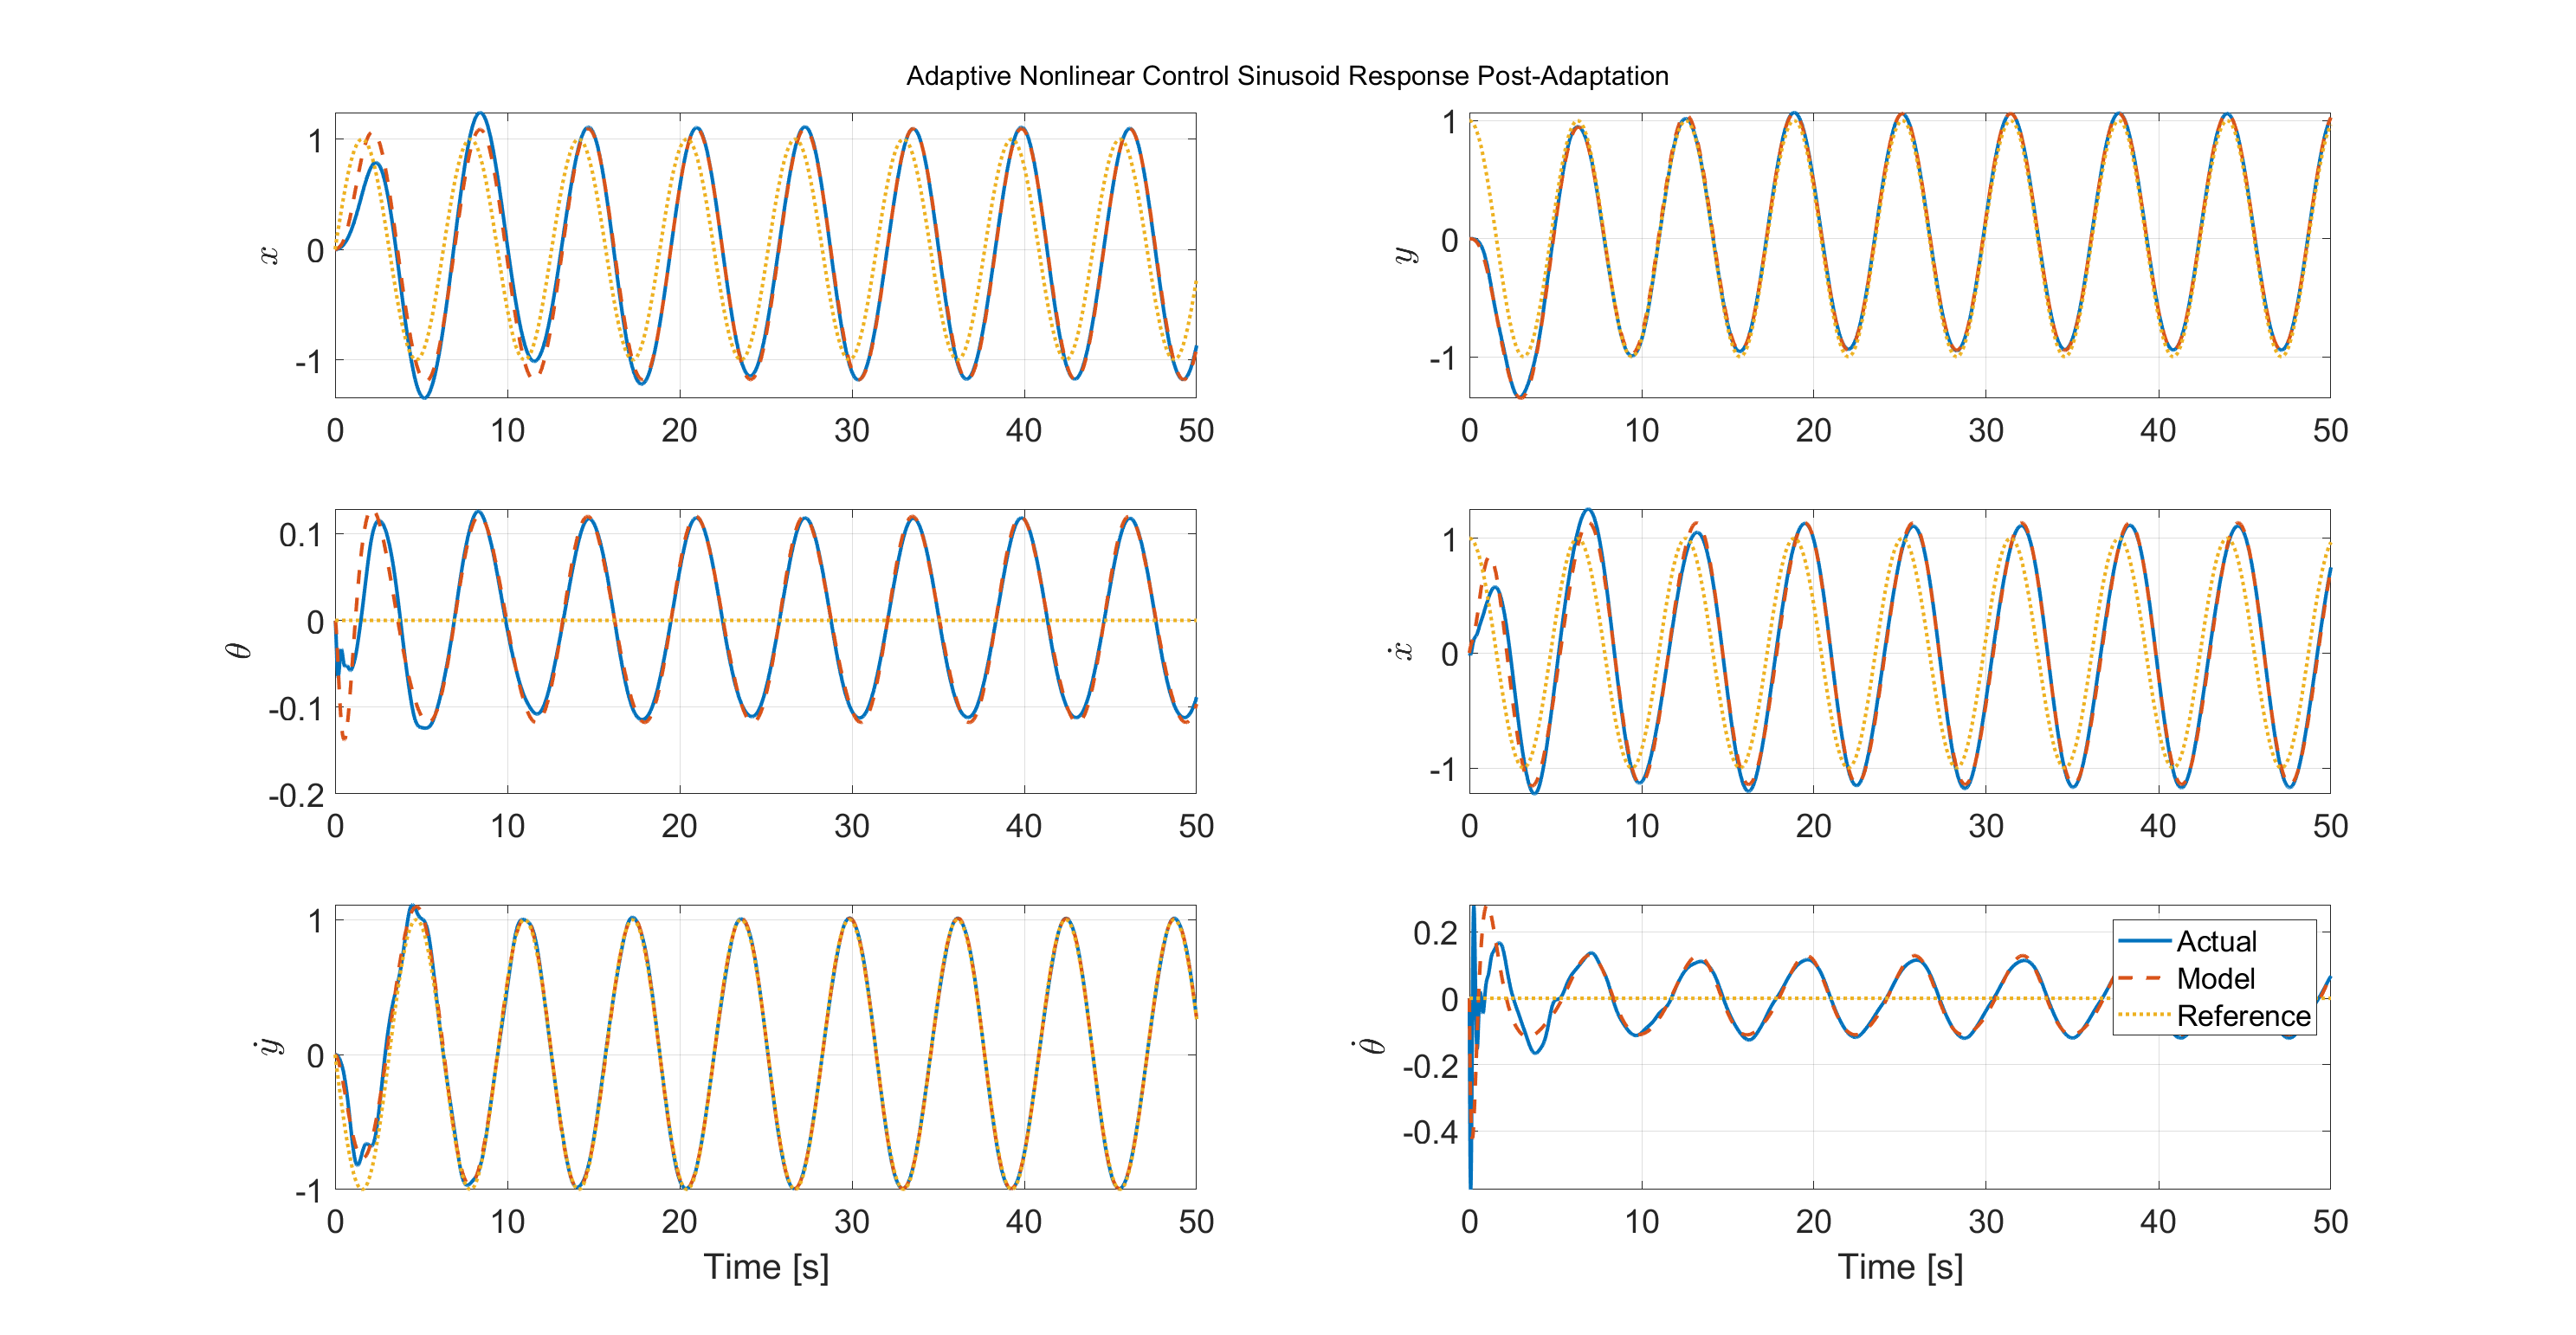 Adaptive Nonlinear Control Sinusoid Response Post-Adaptation
x
1
0
-1
0 10 20 30 40 50
y
1
0
-1
0 10 20 30 40 50
θ
0.1
0
-0.1
-0.2
0 10 20 30 40 50
ẋ
1
0
-1
0 10 20 30 40 50
ẏ
1
0
-1
0 10 20 30 40 50
Time [s]
θ̇
0.2
0
-0.2
-0.4
Actual
Model
Reference
0 10 20 30 40 50
Time [s]